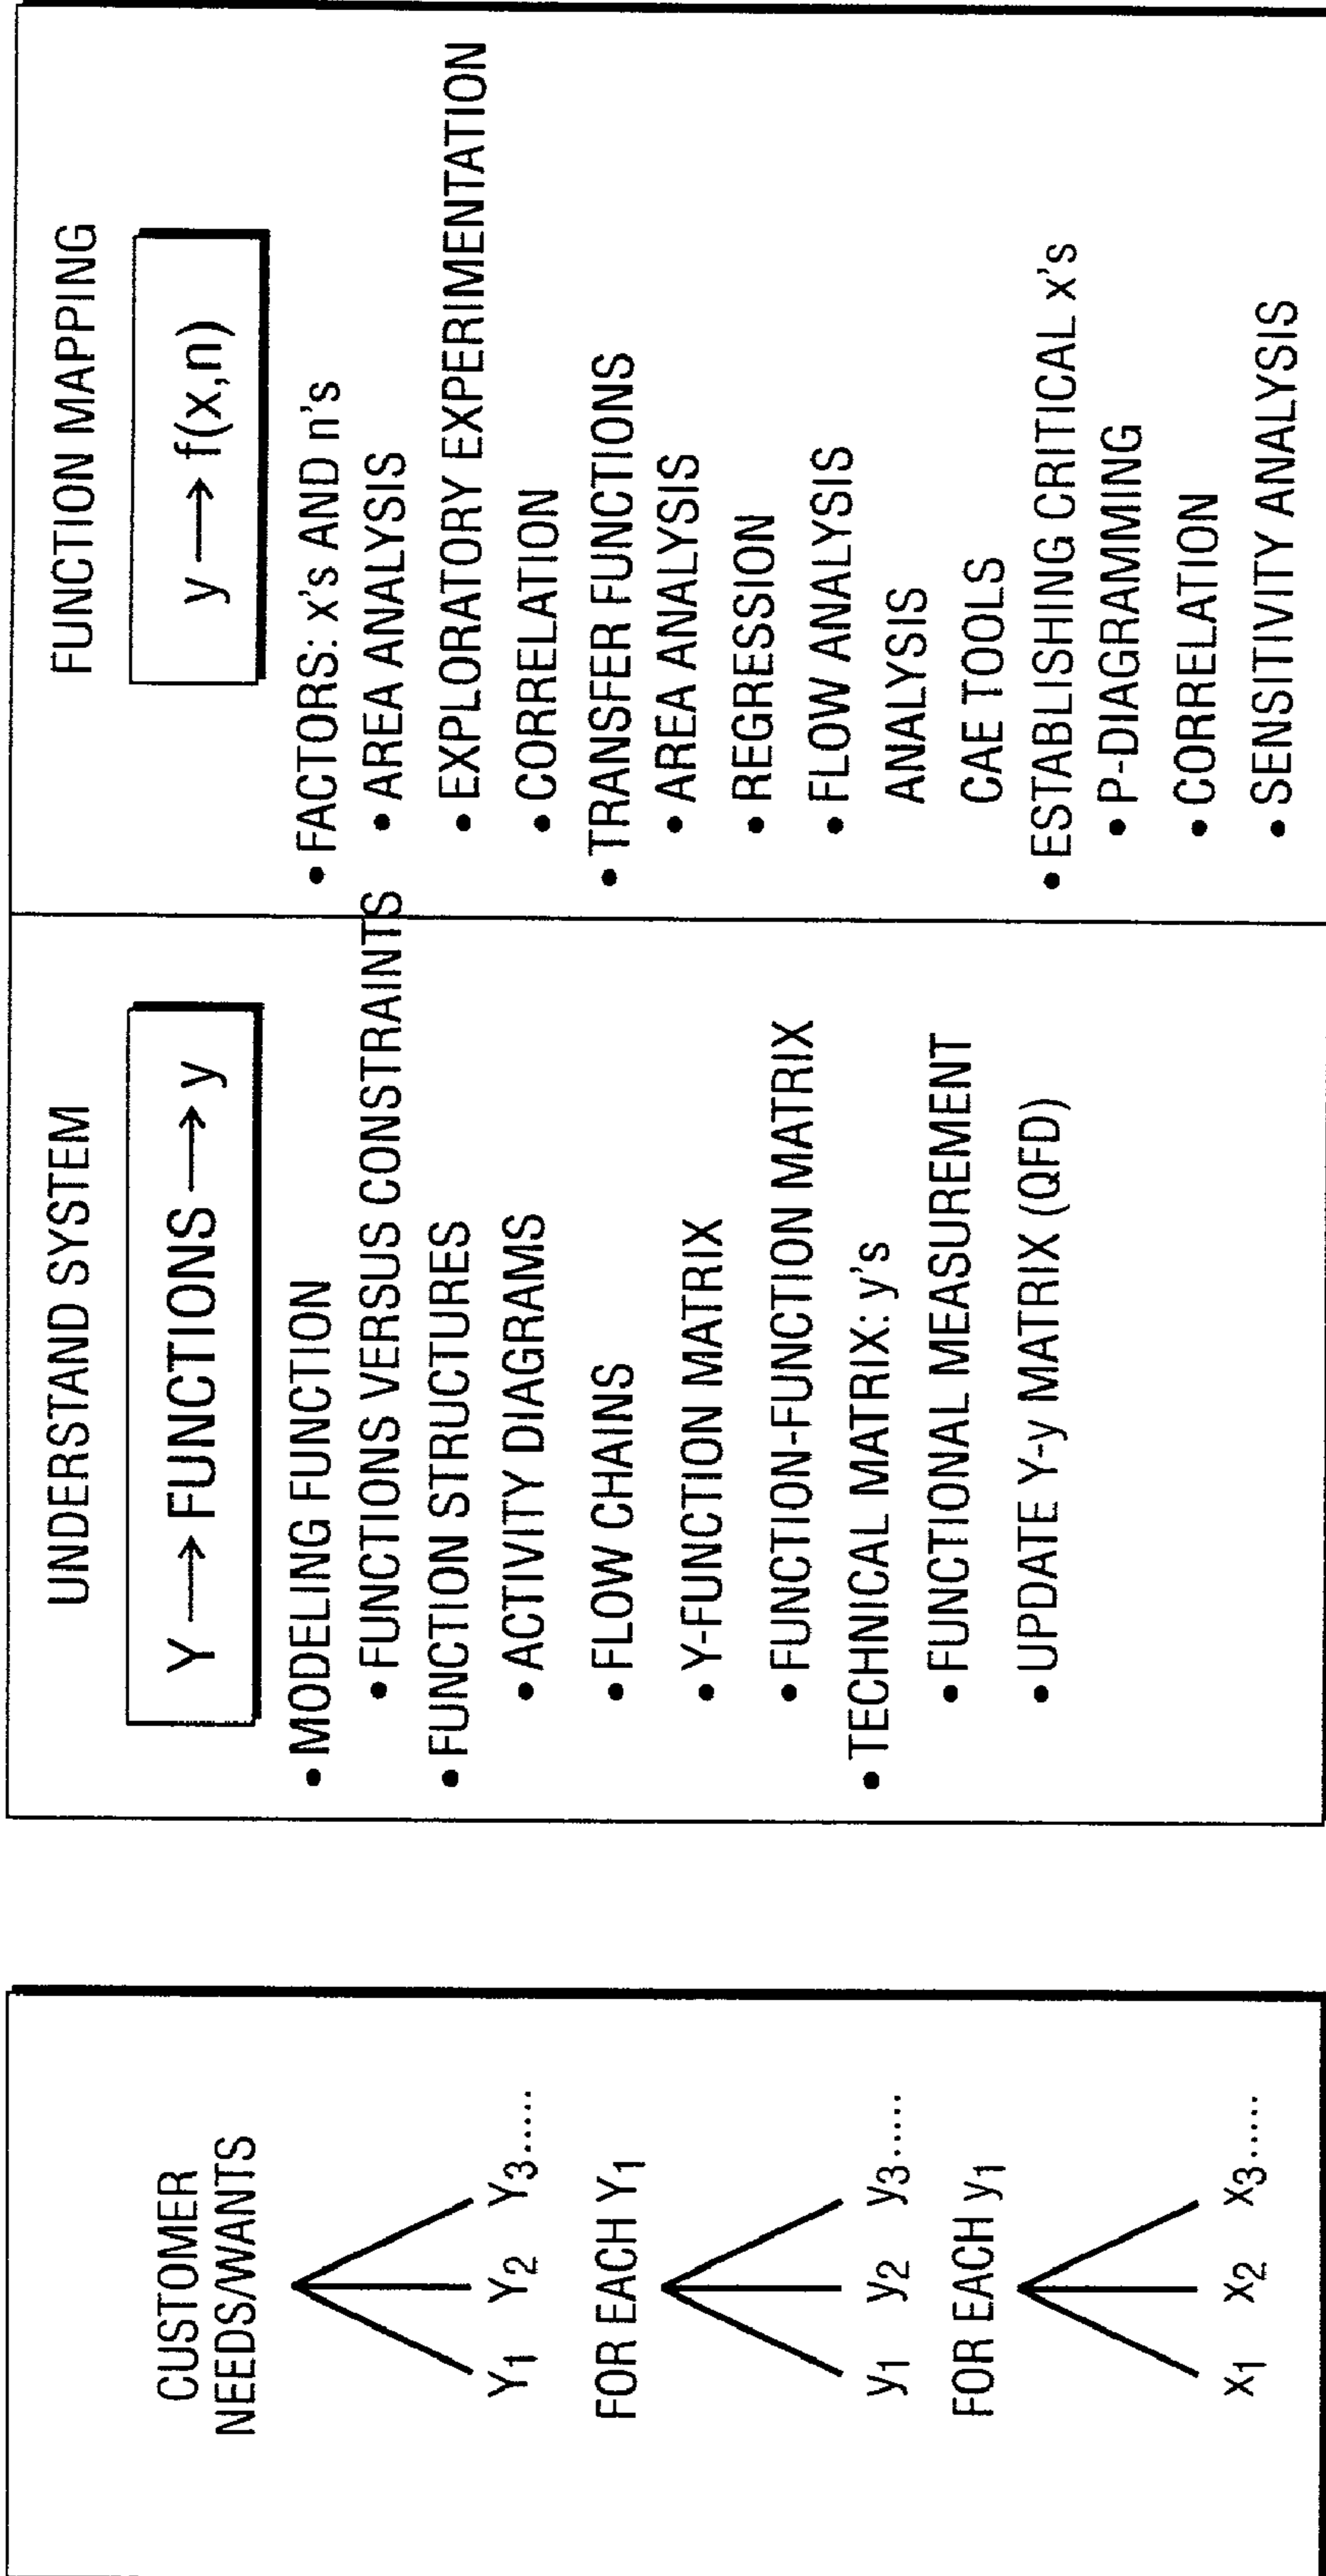 CUSTOMER
NEEDS/WANTS
Y1 Y2 Y3.....
FOR EACH Y1
y1 y2 y3.....
FOR EACH y1
x1 x2 x3.....
UNDERSTAND SYSTEM
Y → FUNCTIONS → y
• MODELING FUNCTION
• FUNCTIONS VERSUS CONSTRAINTS
• FUNCTION STRUCTURES
• ACTIVITY DIAGRAMS
• FLOW CHAINS
• Y-FUNCTION MATRIX
• FUNCTION-FUNCTION MATRIX
• TECHNICAL MATRIX: y's
• FUNCTIONAL MEASUREMENT
• UPDATE Y-y MATRIX (QFD)
FUNCTION MAPPING
y → f(x,n)
• FACTORS: x's AND n's
• AREA ANALYSIS
• EXPLORATORY EXPERIMENTATION
• CORRELATION
• TRANSFER FUNCTIONS
• AREA ANALYSIS
• REGRESSION
• FLOW ANALYSIS
ANALYSIS
CAE TOOLS
• ESTABLISHING CRITICAL x's
• P-DIAGRAMMING
• CORRELATION
• SENSITIVITY ANALYSIS